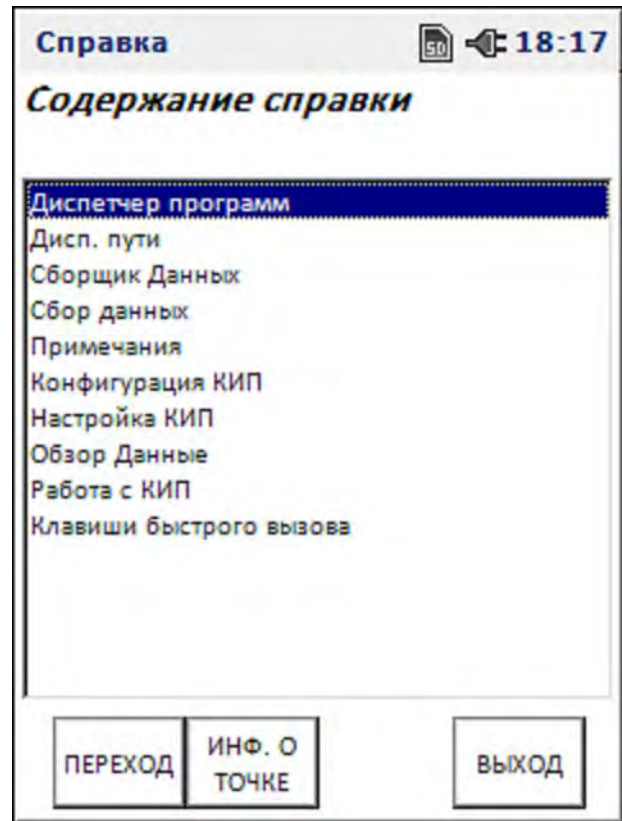 Справка 18:17
Содержание справки
Диспетчер программ
Дисп. пути
Сборщик Данных
Сбор данных
Примечания
Конфигурация КИП
Настройка КИП
Обзор Данные
Работа с КИП
Клавиши быстрого вызова
ПЕРЕХОД
ИНФ. О
ТОЧКЕ
ВЫХОД